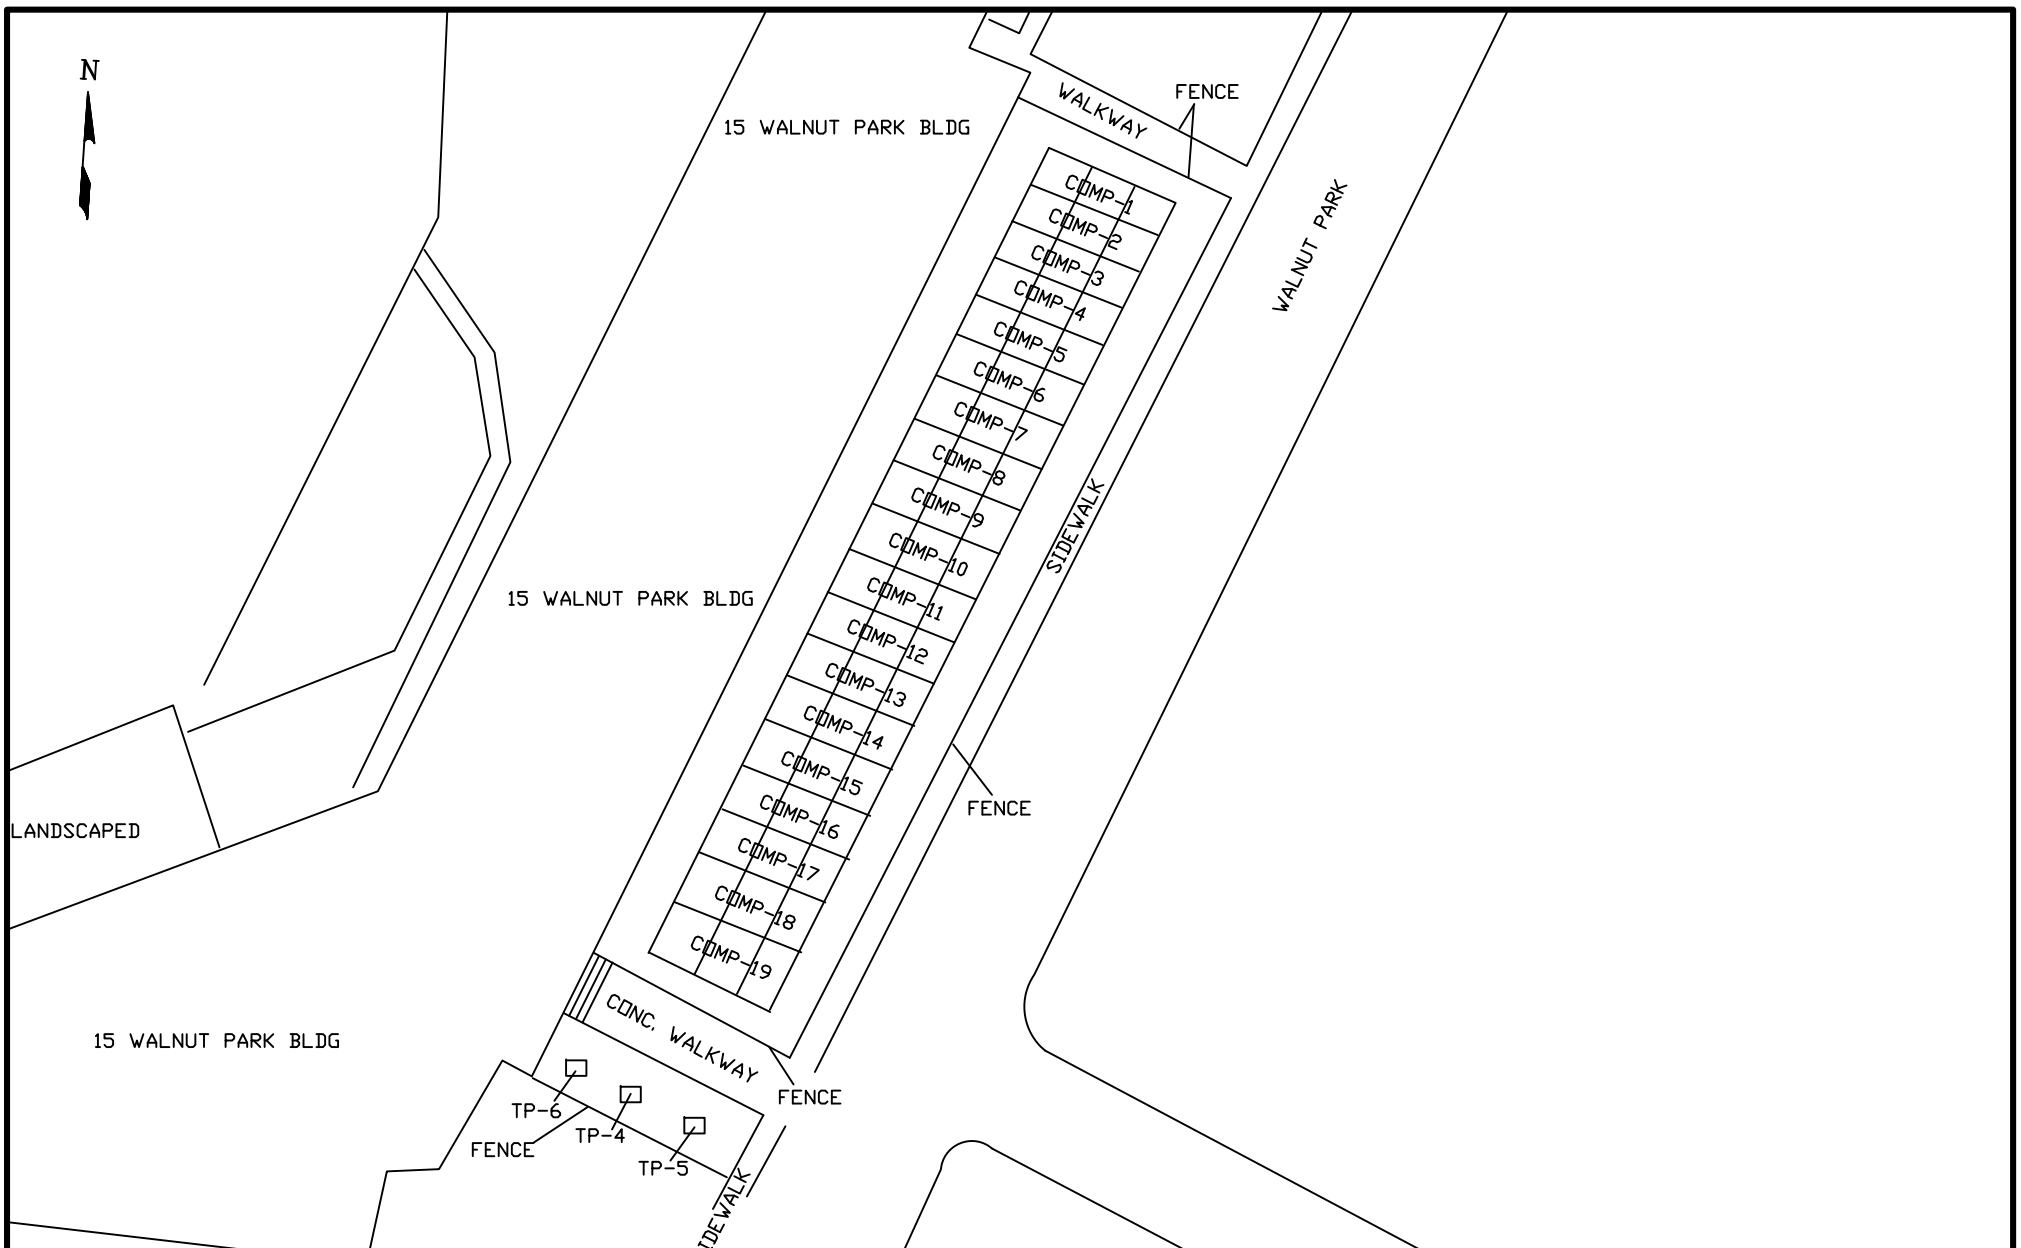 N
FENCE
WALKWAY
15 WALNUT PARK BLDG
COMP-1
COMP-2
WALNUT PARK
COMP-3
COMP-4
COMP-5
COMP-6
COMP-7
COMP-8
COMP-9
SIDEWALK
COMP-10
15 WALNUT PARK BLDG
COMP-11
COMP-12
COMP-13
COMP-14
COMP-15
FENCE
COMP-16
LANDSCAPED
COMP-17
COMP-18
COMP-19
CONC. WALKWAY
15 WALNUT PARK BLDG
FENCE
TP-6
TP-4
FENCE
TP-5
IDEWALK